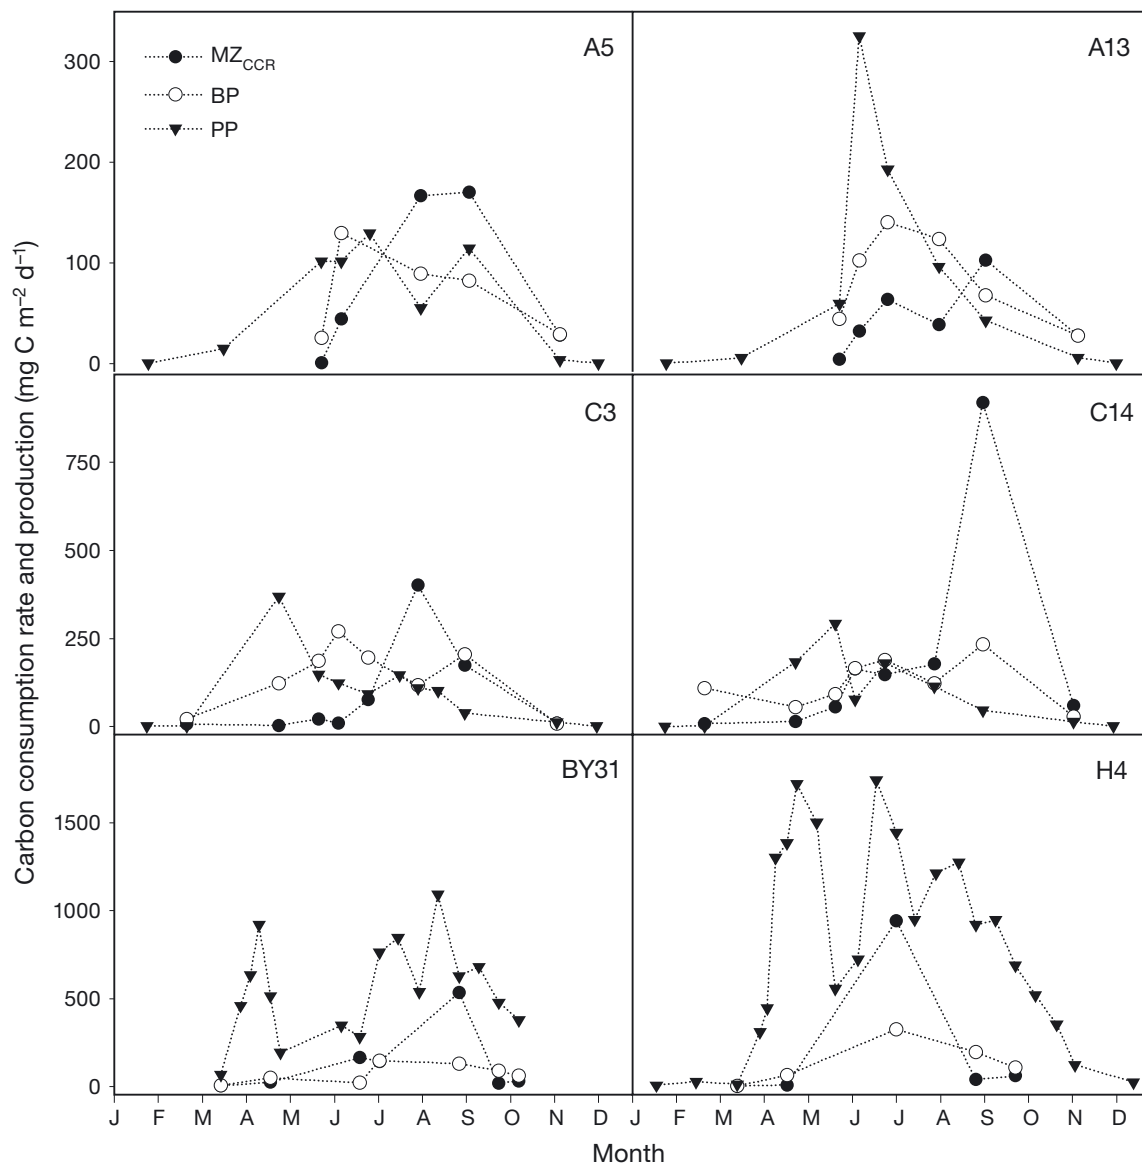 A5
A13
MZCCR
BP
PP
300
200
100
0
C3
C14
750
500
250
0
BY31
H4
1500
1000
500
0
J F M A M J J A S O N D
J F M A M J J A S O N D
Month
Carbon consumption rate and production (mg C m–2 d–1)